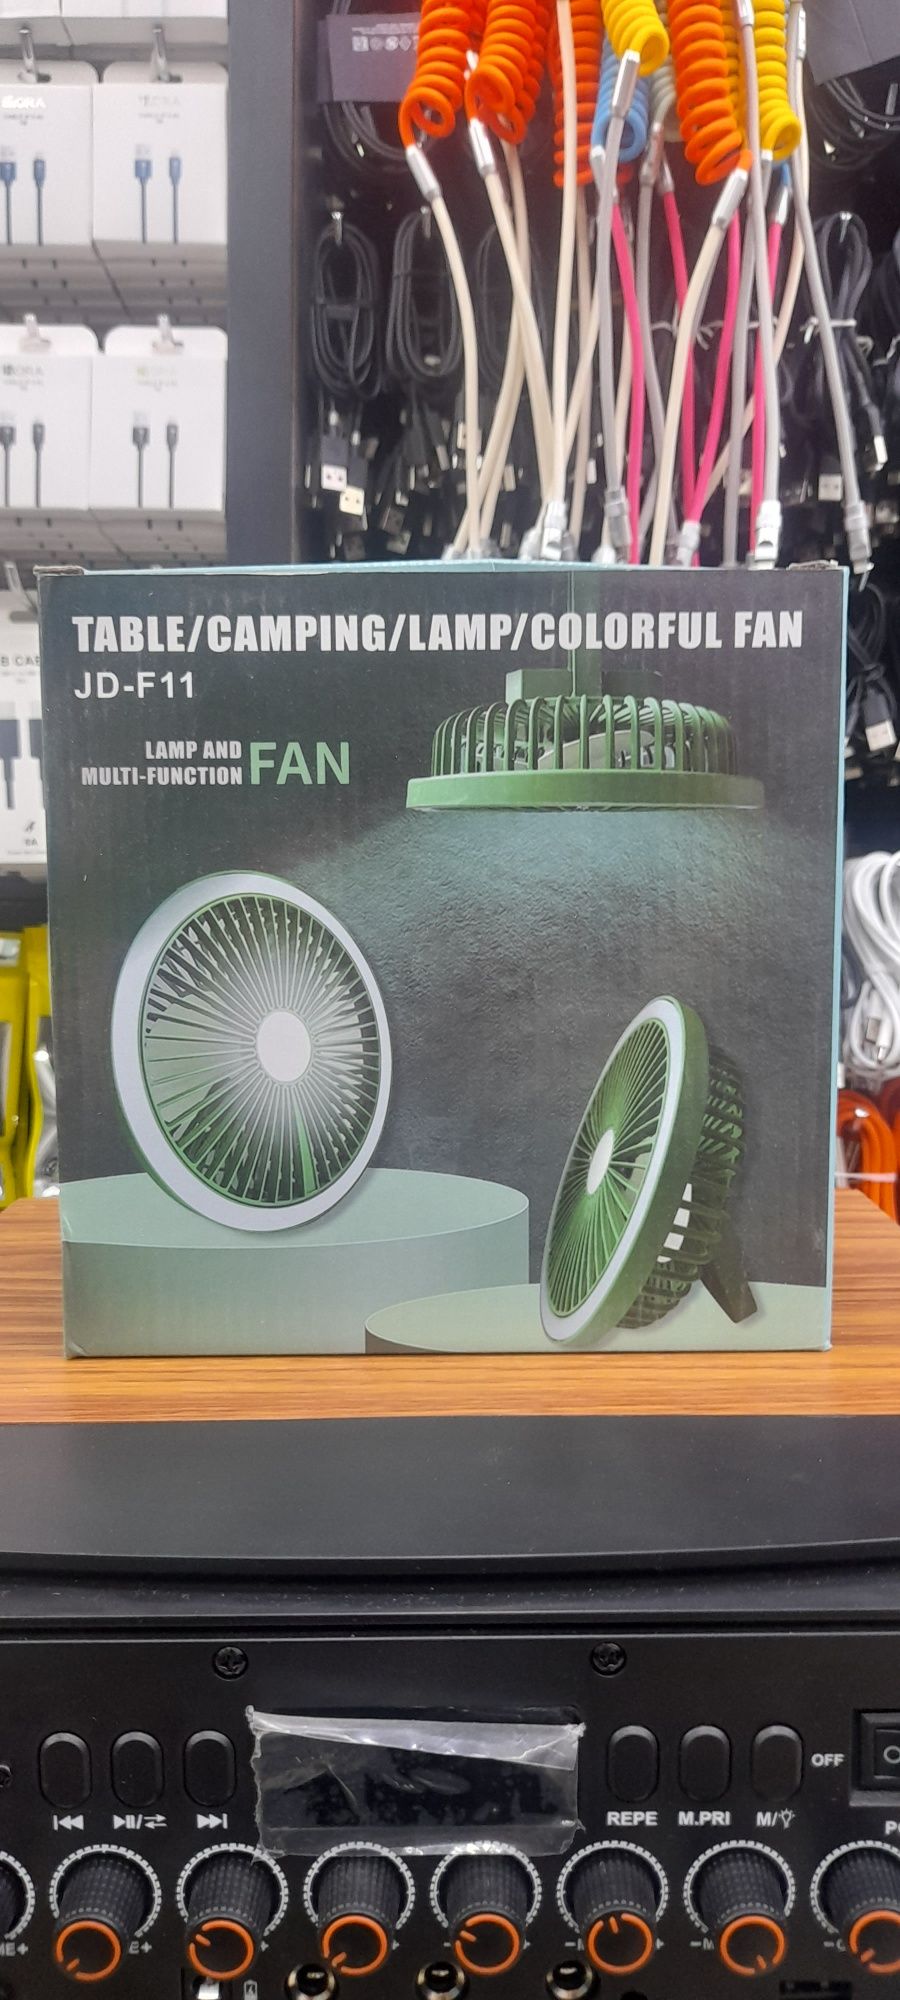 TABLE/CAMPING/LAMP/COLORFUL FAN
JD-F11
LAMP AND
MULTI-FUNCTION FAN
OFF
REPE M.PRI M/